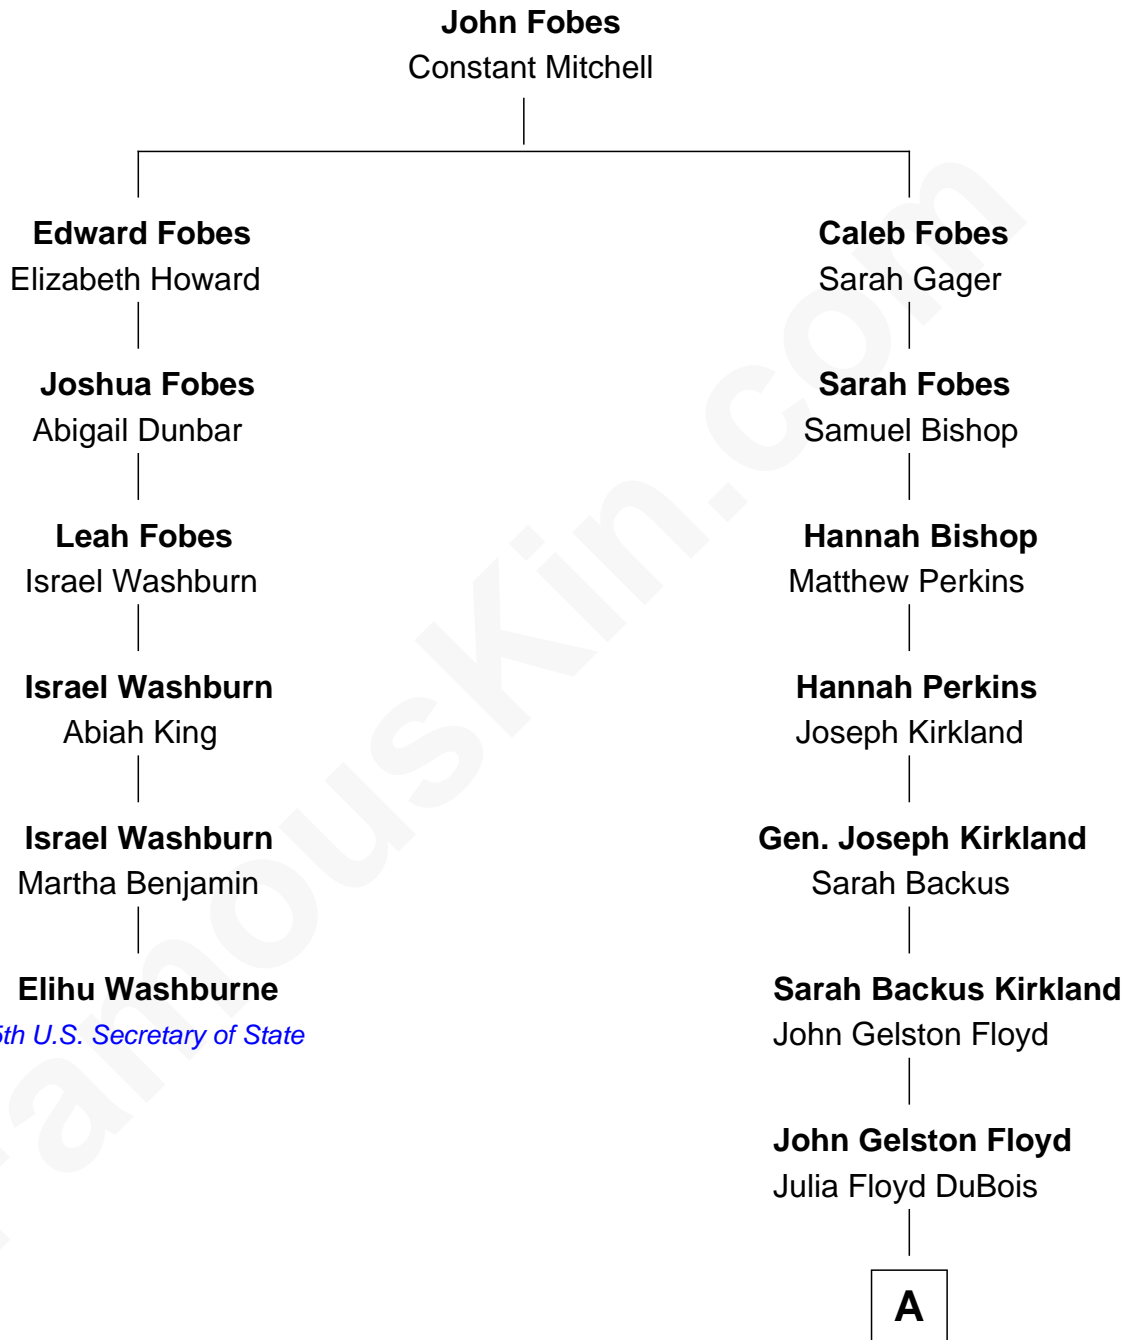 John Fobes
Constant Mitchell
Edward Fobes
Elizabeth Howard
Caleb Fobes
Sarah Gager
Joshua Fobes
Abigail Dunbar
Sarah Fobes
Samuel Bishop
Leah Fobes
Israel Washburn
Hannah Bishop
Matthew Perkins
Israel Washburn
Abiah King
Hannah Perkins
Joseph Kirkland
Israel Washburn
Martha Benjamin
Gen. Joseph Kirkland
Sarah Backus
Elihu Washburne
5th U.S. Secretary of State
Sarah Backus Kirkland
John Gelston Floyd
John Gelston Floyd
Julia Floyd DuBois
A
FamousKin.com